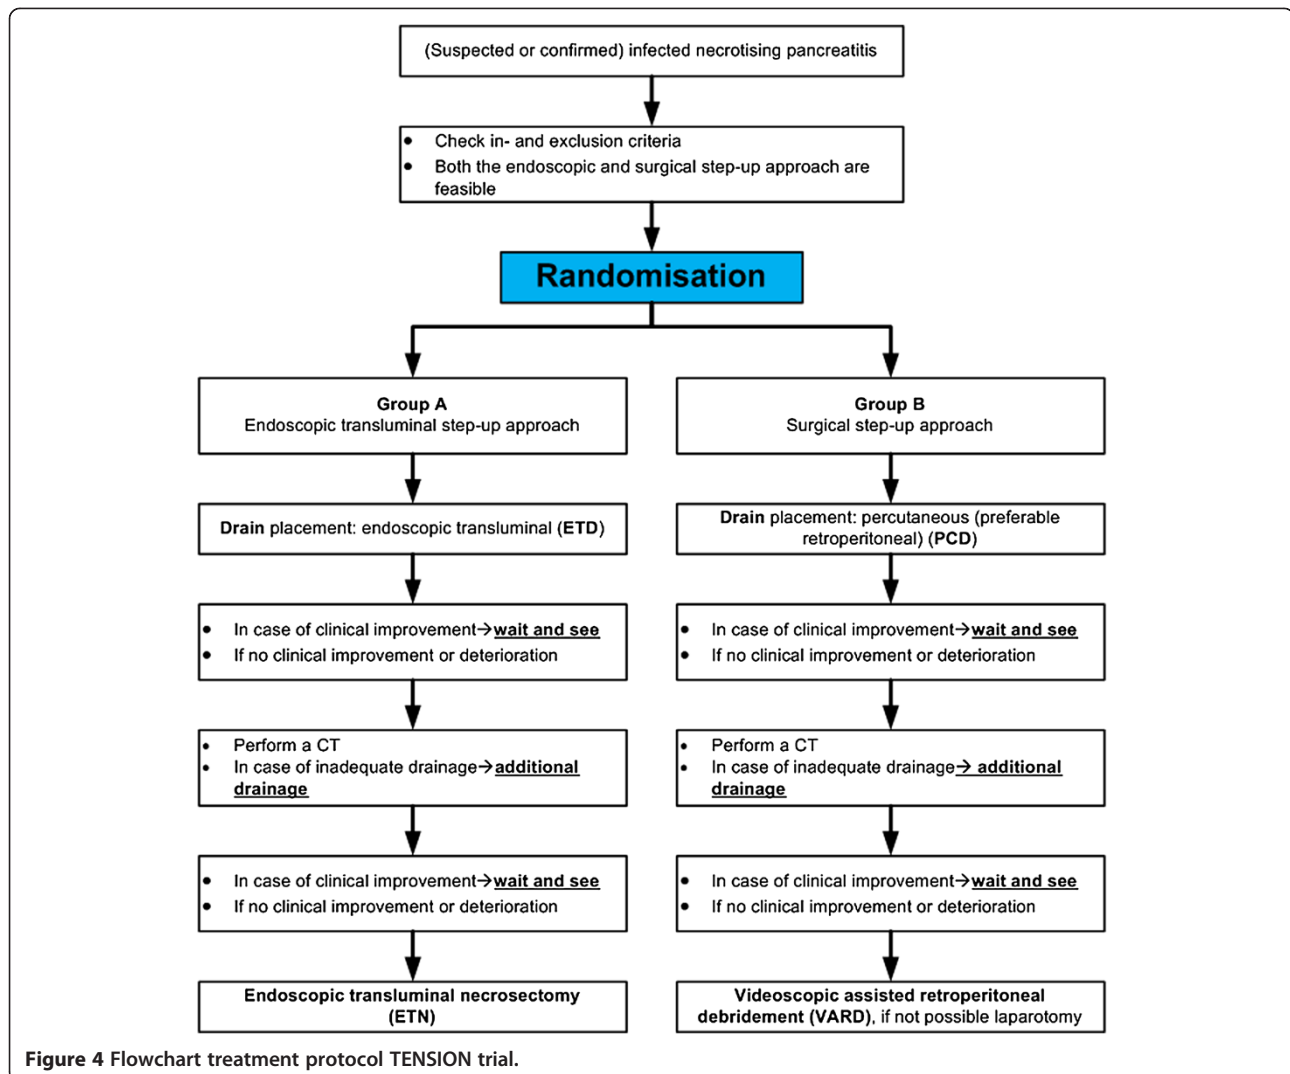 (Suspected or confirmed) infected necrotising pancreatitis
• Check in- and exclusion criteria
• Both the endoscopic and surgical step-up approach are
feasible
Randomisation
Group A
Endoscopic transluminal step-up approach
Group B
Surgical step-up approach
Drain placement: endoscopic transluminal (ETD)
Drain placement: percutaneous (preferable
retroperitoneal) (PCD)
• In case of clinical improvement→wait and see
• If no clinical improvement or deterioration
• In case of clinical improvement→wait and see
• If no clinical improvement or deterioration
• Perform a CT
• In case of inadequate drainage→additional
drainage
• Perform a CT
• In case of inadequate drainage→ additional
drainage
• In case of clinical improvement→wait and see
• If no clinical improvement or deterioration
• In case of clinical improvement→wait and see
• If no clinical improvement or deterioration
Endoscopic transluminal necrosectomy
(ETN)
Videoscopic assisted retroperitoneal
debridement (VARD), if not possible laparotomy
Figure 4 Flowchart treatment protocol TENSION trial.